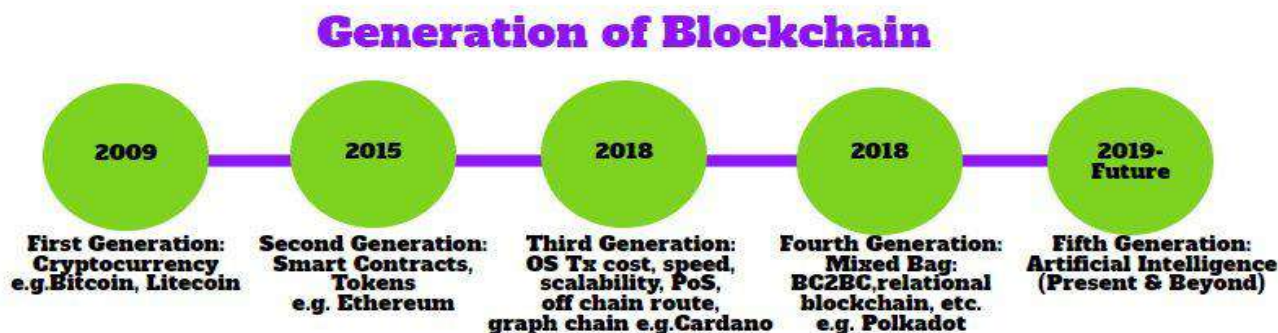 Generation of Blockchain
2009
2015
2018
2018
2019-
Future
First Generation:
Cryptocurrency
e.g.Bitcoin, Litecoin
Second Generation:
Smart Contracts,
Tokens
e.g. Ethereum
Third Generation:
OS Tx cost, speed,
scalability, PoS,
off chain route,
graph chain e.g.Cardano
Fourth Generation:
Mixed Bag:
BC2BC,relational
blockchain, etc.
e.g. Polkadot
Fifth Generation:
Artificial Intelligence
(Present & Beyond)